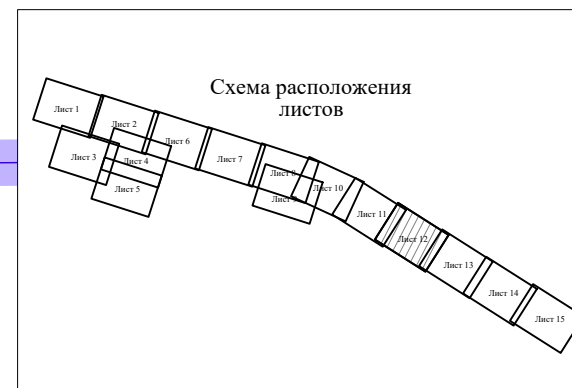 Схема расположения
листов
Лист 1
Лист 2
Лист 3
Лист 4
Лист 5
Лист 6
Лист 7
Лист 8
Лист 10
Лист 11
Лист 12
Лист 13
Лист 14
Лист 15